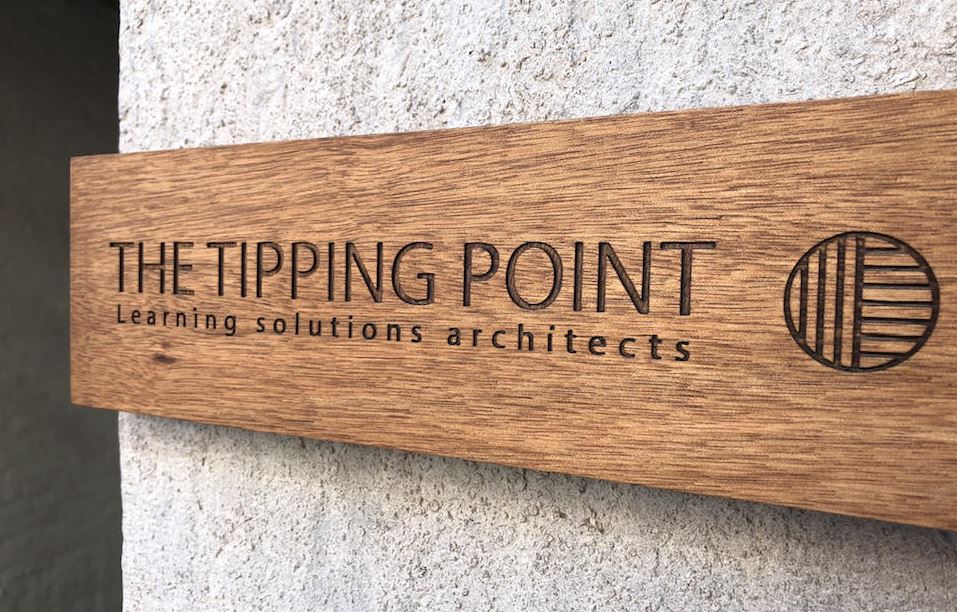 THE TIPPING POINT
Learning solutions architects